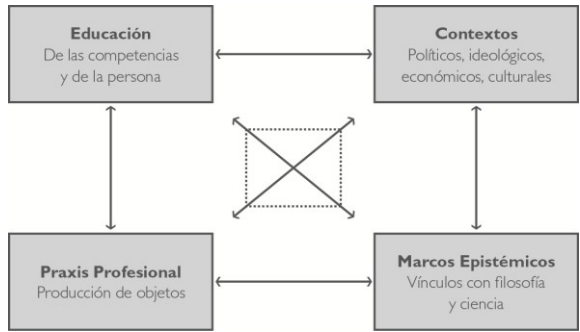 Educación
De las competencias
y de la persona
Contextos
Políticos, ideológicos,
económicos, culturales
Praxis Profesional
Producción de objetos
Marcos Epistémicos
Vínculos con filosofía
y ciencia